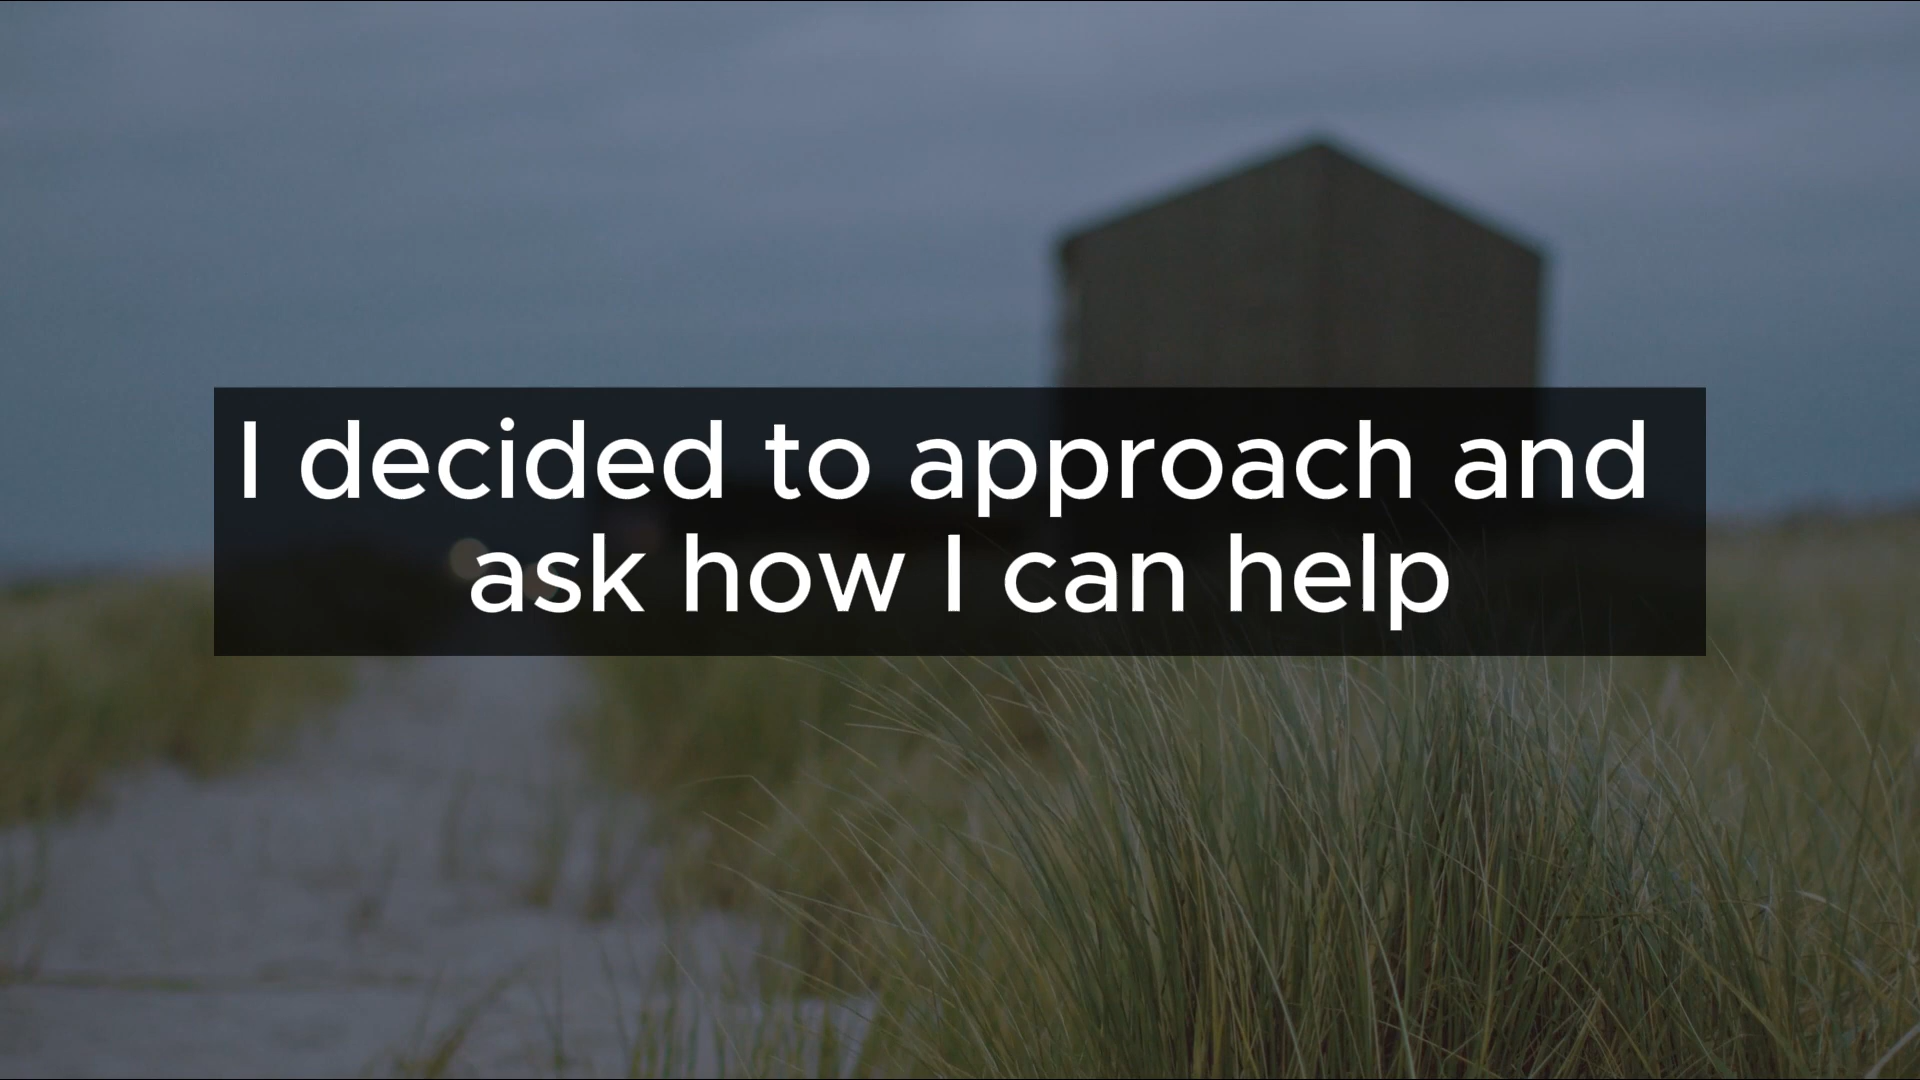 I decided to approach and
ask how I can help